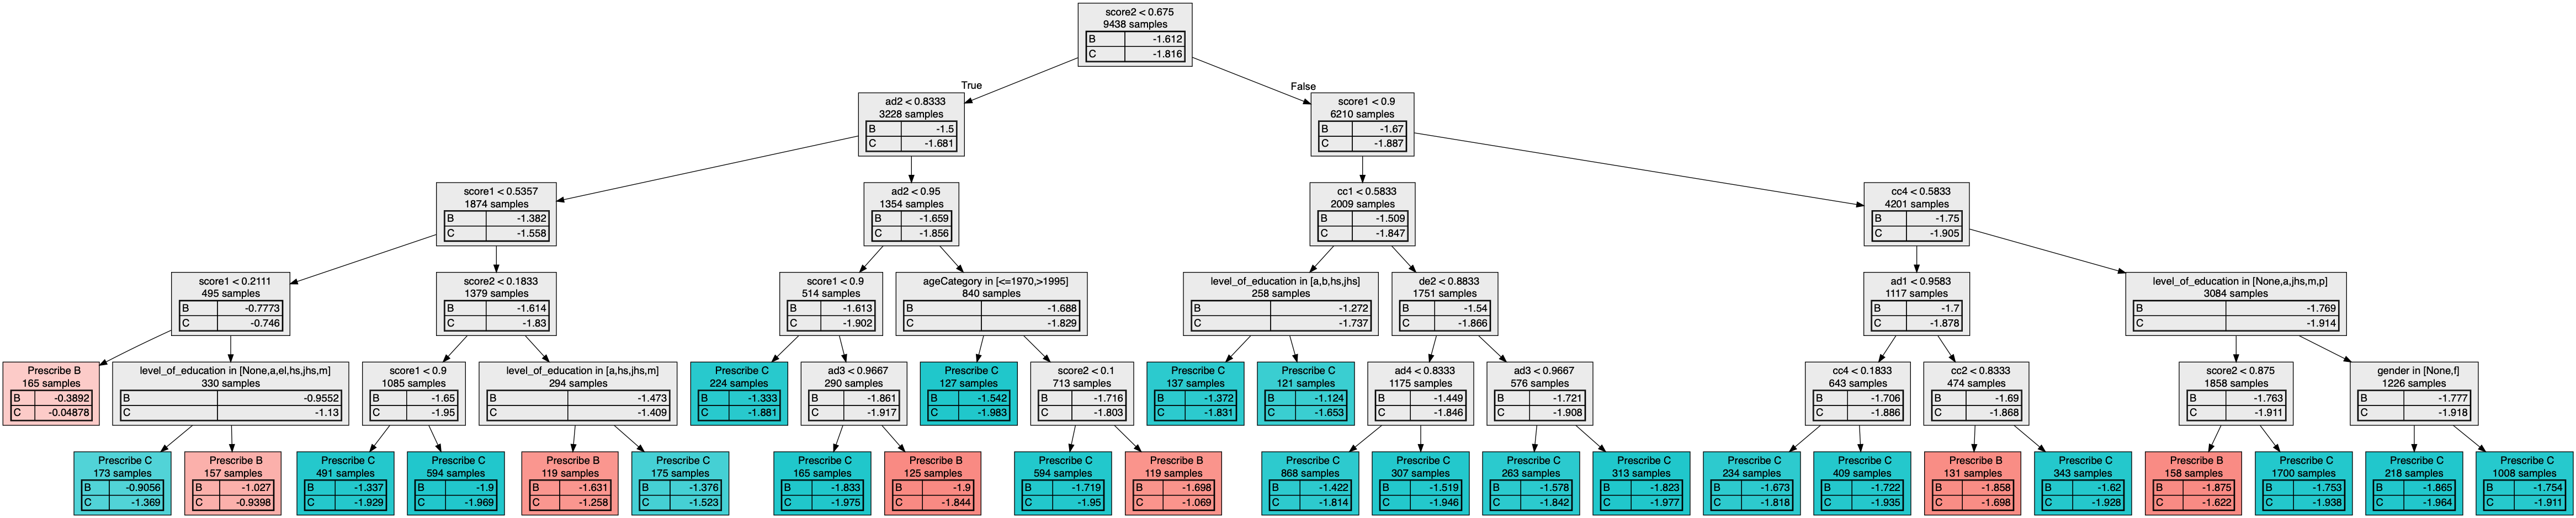 score2 < 0.675
9438 samples
B -1.612
C -1.816
True
False
ad2 < 0.8333
3228 samples
B -1.5
C -1.681
score1 < 0.9
6210 samples
B -1.67
C -1.887
score1 < 0.5357
1874 samples
B -1.382
C -1.558
ad2 < 0.95
1354 samples
B -1.659
C -1.856
cc1 < 0.5833
2009 samples
B -1.509
C -1.847
cc4 < 0.5833
4201 samples
B -1.75
C -1.905
score1 < 0.2111
495 samples
B -0.7773
C -0.746
score2 < 0.1833
1379 samples
B -1.614
C -1.83
score1 < 0.9
514 samples
B -1.613
C -1.902
ageCategory in [<=1970,>1995]
840 samples
B -1.688
C -1.829
level_of_education in [a,b,hs,jhs]
258 samples
B -1.272
C -1.737
de2 < 0.8833
1751 samples
B -1.54
C -1.866
ad1 < 0.9583
1117 samples
B -1.7
C -1.878
level_of_education in [None,a,jhs,m,p]
3084 samples
B -1.769
C -1.914
Prescribe B
165 samples
B -0.3892
C -0.04878
level_of_education in [None,a,el,hs,jhs,m]
330 samples
B -0.9552
C -1.13
score1 < 0.9
1085 samples
B -1.65
C -1.95
level_of_education in [a,hs,jhs,m]
294 samples
B -1.473
C -1.409
Prescribe C
224 samples
B -1.333
C -1.881
ad3 < 0.9667
290 samples
B -1.861
C -1.917
Prescribe C
127 samples
B -1.542
C -1.983
score2 < 0.1
713 samples
B -1.716
C -1.803
Prescribe C
137 samples
B -1.372
C -1.831
Prescribe C
121 samples
B -1.124
C -1.653
ad4 < 0.8333
1175 samples
B -1.449
C -1.846
ad3 < 0.9667
576 samples
B -1.721
C -1.908
cc4 < 0.1833
643 samples
B -1.706
C -1.886
cc2 < 0.8333
474 samples
B -1.69
C -1.868
score2 < 0.875
1858 samples
B -1.763
C -1.911
gender in [None,f]
1226 samples
B -1.777
C -1.918
Prescribe C
173 samples
B -0.9056
C -1.369
Prescribe B
157 samples
B -1.027
C -0.9398
Prescribe C
491 samples
B -1.337
C -1.929
Prescribe C
594 samples
B -1.9
C -1.969
Prescribe B
119 samples
B -1.631
C -1.258
Prescribe C
175 samples
B -1.376
C -1.523
Prescribe C
165 samples
B -1.833
C -1.975
Prescribe B
125 samples
B -1.9
C -1.844
Prescribe C
594 samples
B -1.719
C -1.95
Prescribe B
119 samples
B -1.698
C -1.069
Prescribe C
868 samples
B -1.422
C -1.814
Prescribe C
307 samples
B -1.519
C -1.946
Prescribe C
263 samples
B -1.578
C -1.842
Prescribe C
313 samples
B -1.823
C -1.977
Prescribe C
234 samples
B -1.673
C -1.818
Prescribe C
409 samples
B -1.722
C -1.935
Prescribe B
131 samples
B -1.858
C -1.698
Prescribe C
343 samples
B -1.62
C -1.928
Prescribe B
158 samples
B -1.875
C -1.622
Prescribe C
1700 samples
B -1.753
C -1.938
Prescribe C
218 samples
B -1.865
C -1.964
Prescribe C
1008 samples
B -1.754
C -1.911